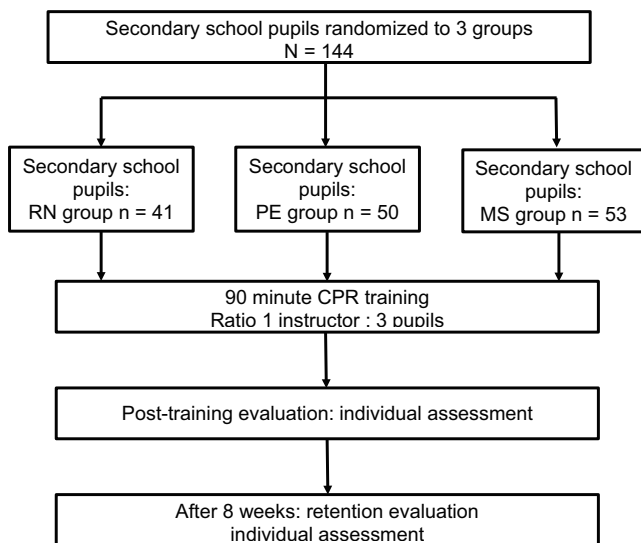 Secondary school pupils randomized to 3 groups
N = 144
Secondary school
pupils:
RN group n = 41
Secondary school
pupils:
PE group n = 50
Secondary school
pupils:
MS group n = 53
90 minute CPR training
Ratio 1 instructor : 3 pupils
Post-training evaluation: individual assessment
After 8 weeks: retention evaluation
individual assessment